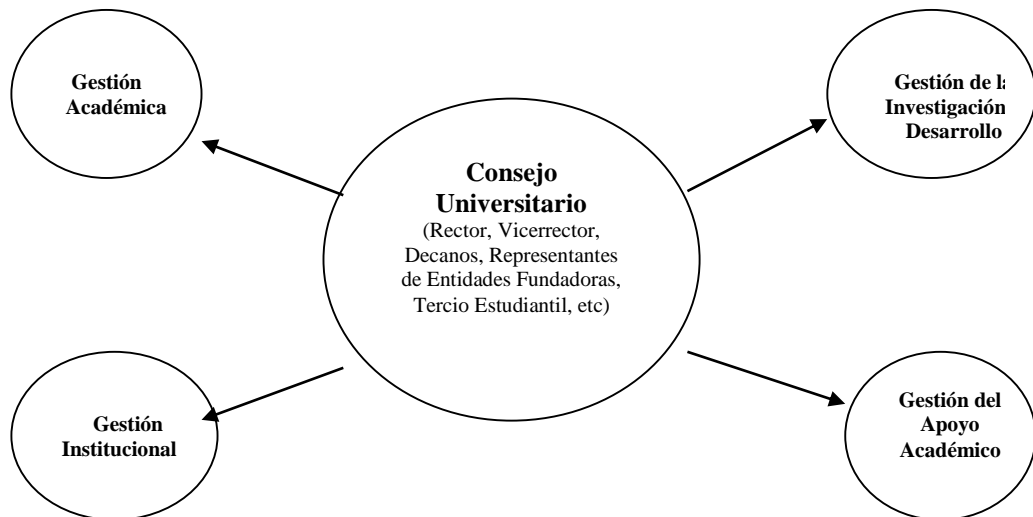 Gestión
Académica
Gestión de la
Investigación
Desarrollo
Consejo
Universitario
(Rector, Vicerrector,
Decanos, Representantes
de Entidades Fundadoras,
Tercio Estudiantil, etc)
Gestión
Institucional
Gestión del
Apoyo
Académico